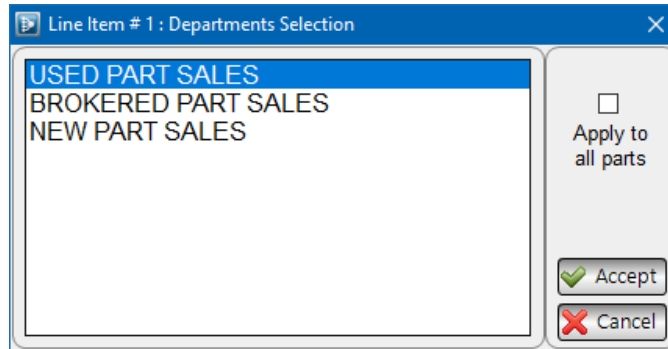 Line Item # 1 : Departments Selection
USED PART SALES
BROKERED PART SALES
NEW PART SALES
Apply to
all parts
Accept
Cancel